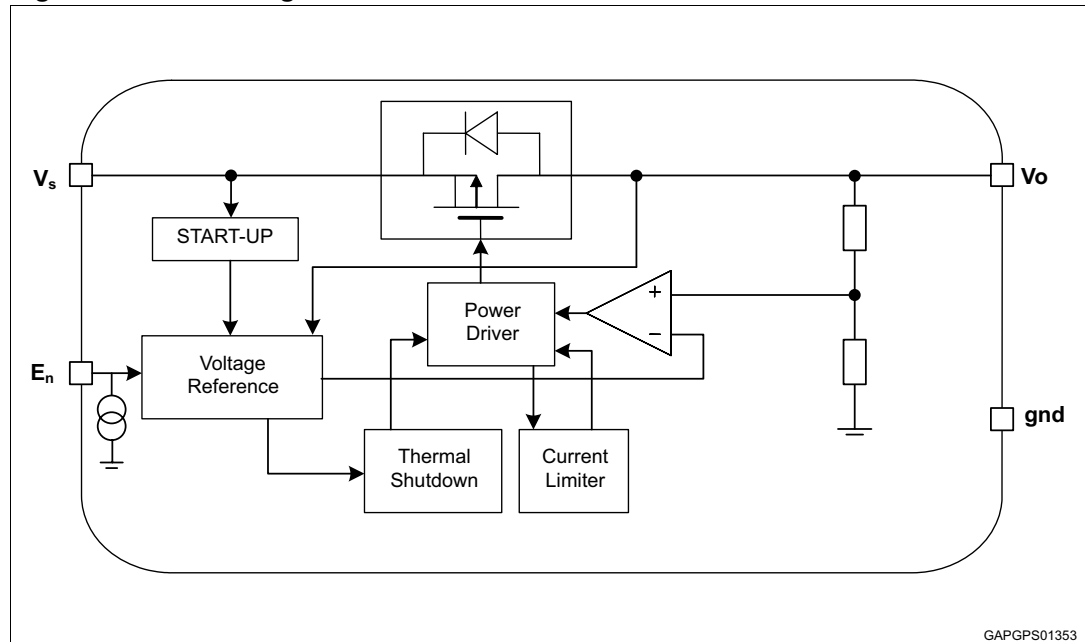 Vs
Vo
START-UP
+
−
Power
Driver
En
Voltage
Reference
gnd
Thermal
Shutdown
Current
Limiter
GAPGPS01353